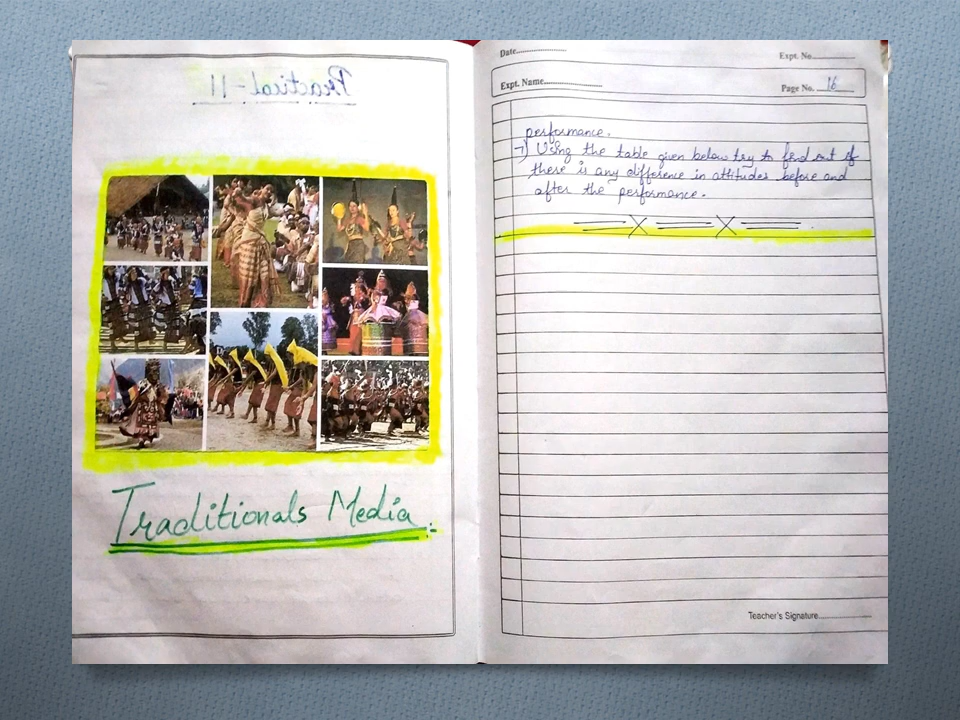 Practical - 11
Traditionals Media :-
Date
Expt. No.
Expt. Name
Page No. 16
performance.
7) Using the table given below try to find out if
there is any difference in attitudes before and
after the performance.
Teacher's Signature